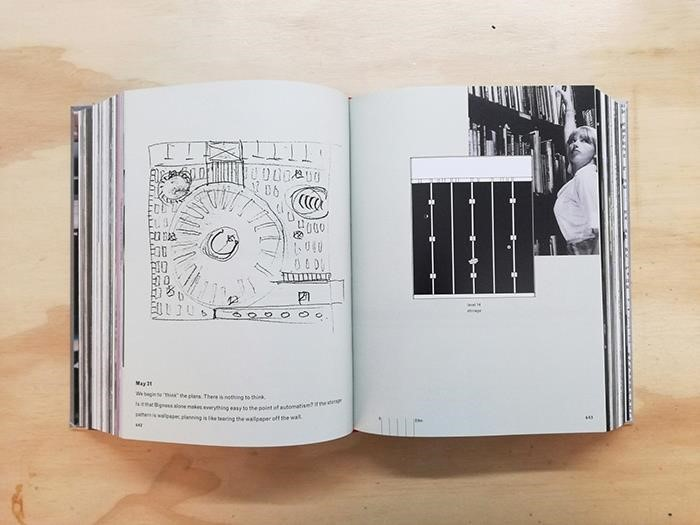 May 31
We begin to "think" the plans. There is nothing to think.
Is it that Bigness alone makes everything easy to the point of automatism? If the storage
pattern is wallpaper, planning is like tearing the wallpaper off the wall.
642
level 14
storage
0
643